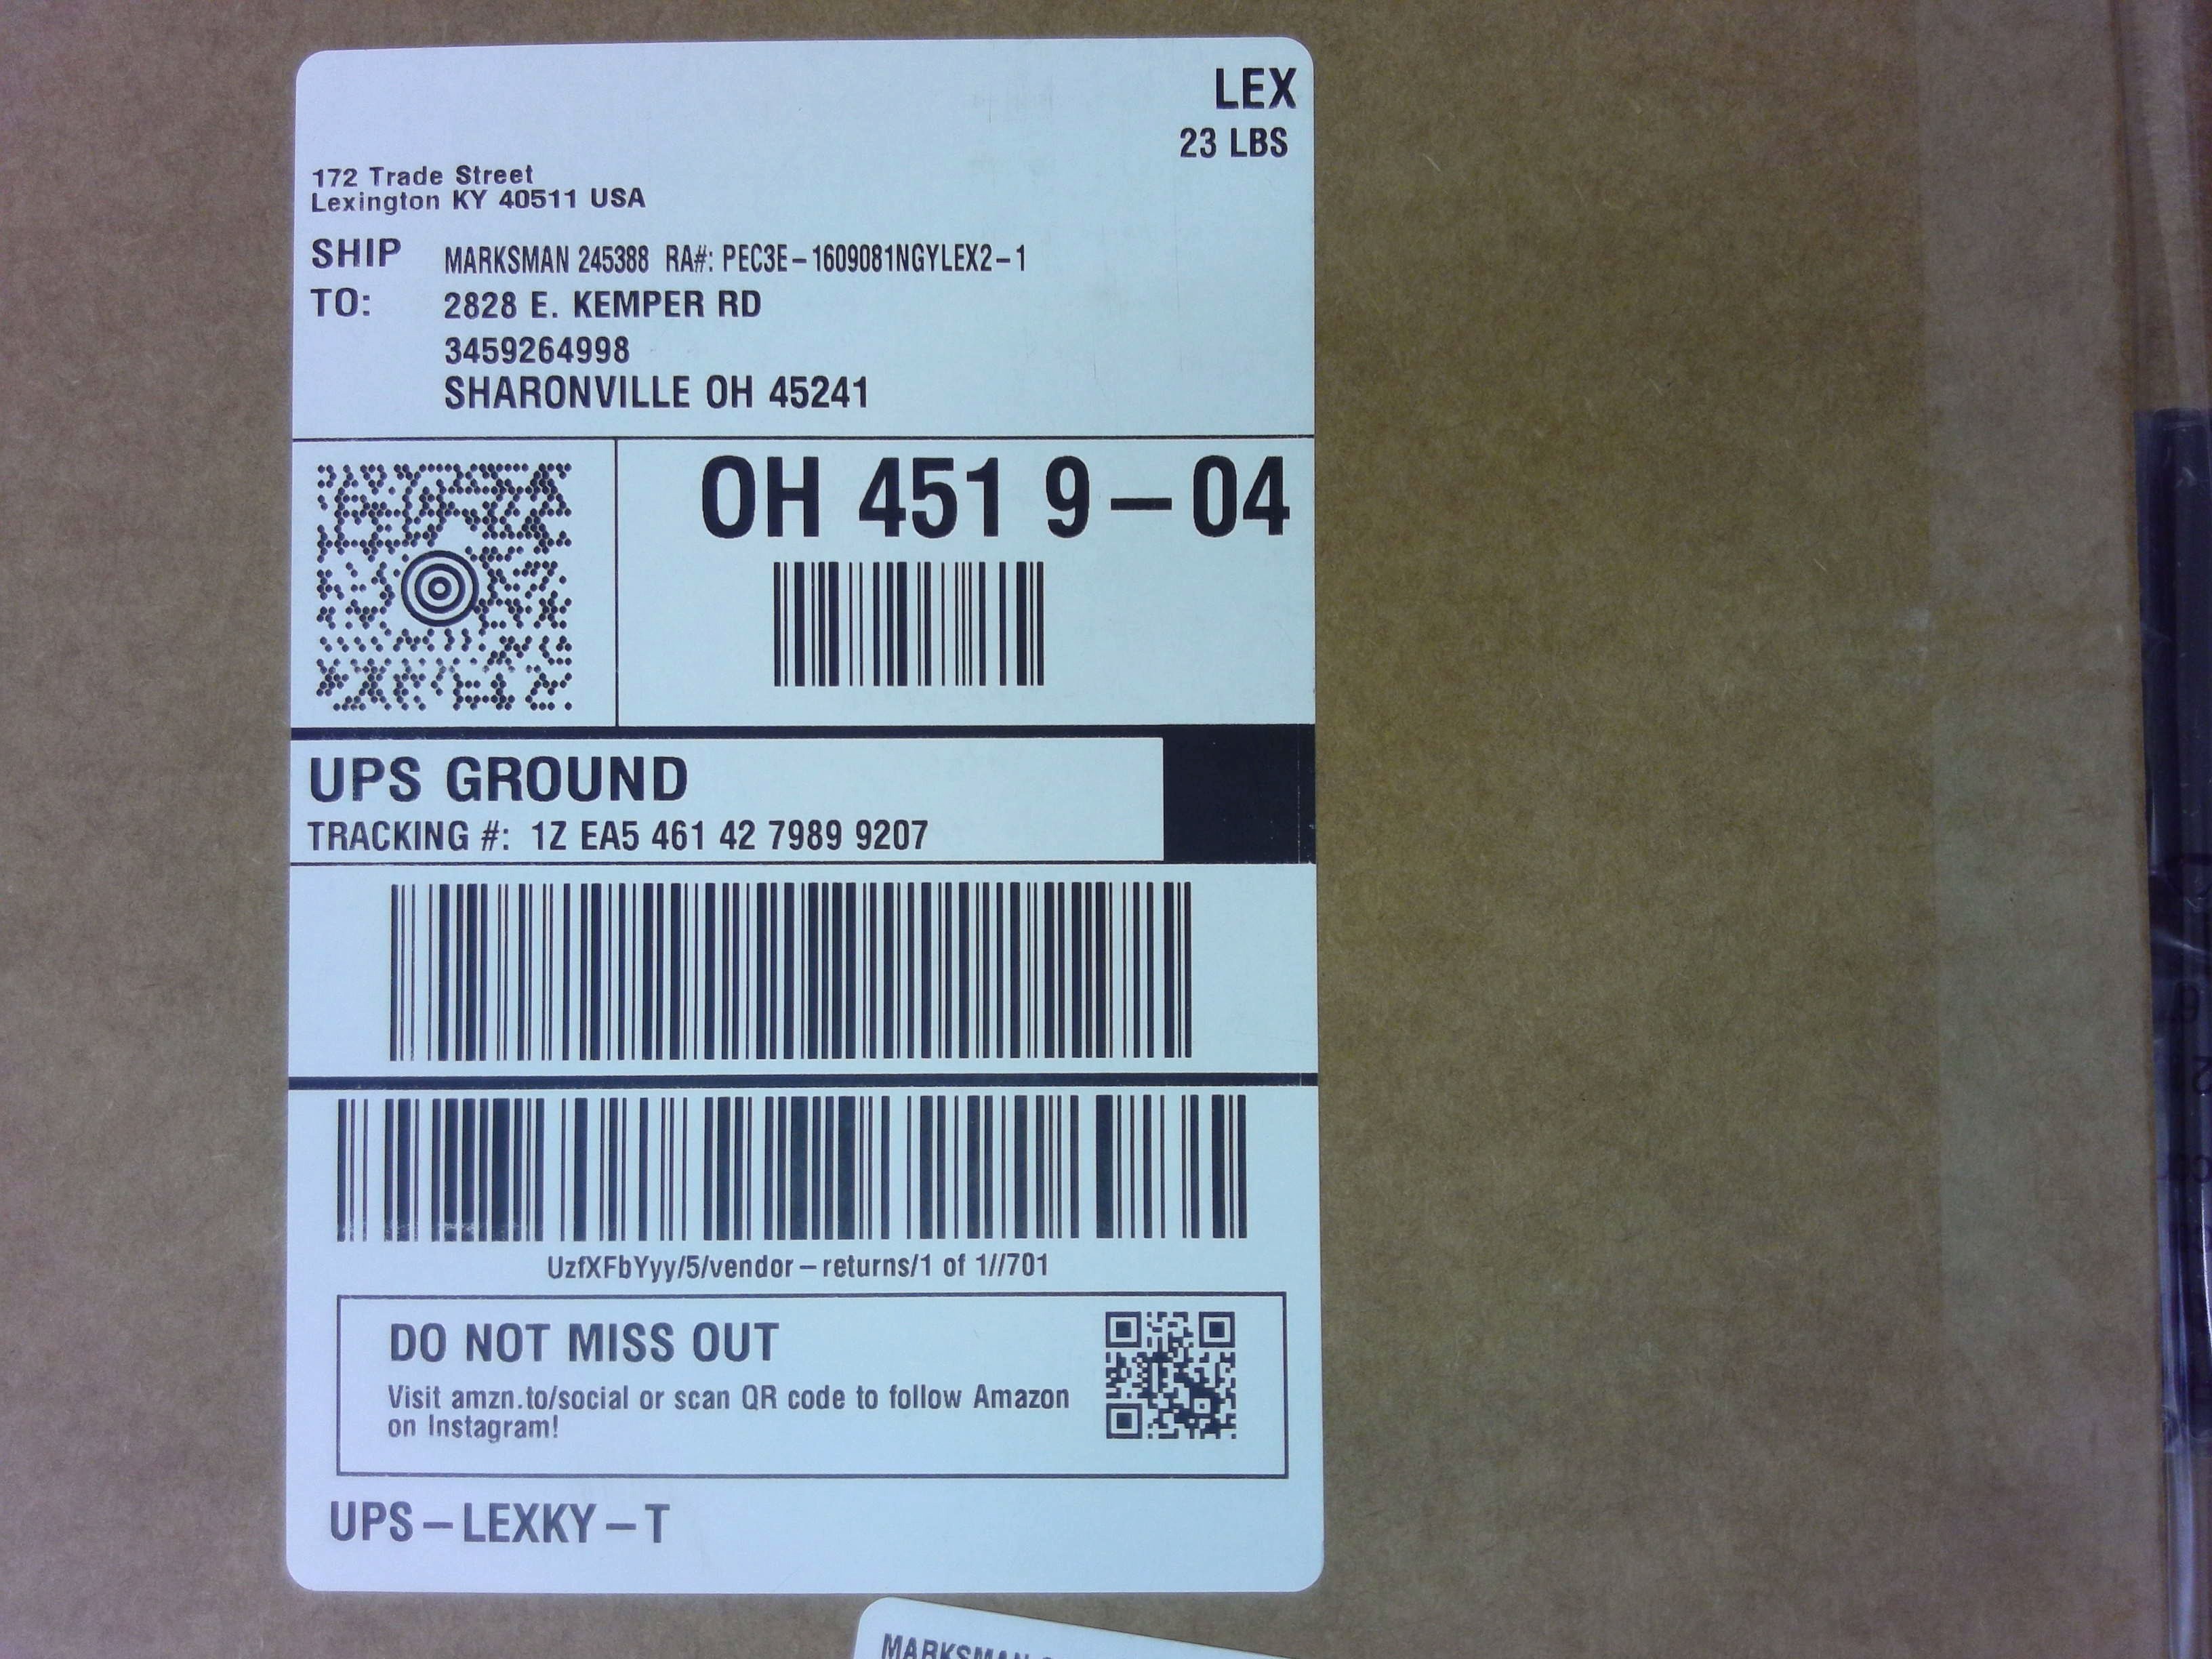 LEX
23 LBS
172 Trade Street
Lexington KY 40511 USA
SHIP TO:
MARKSMAN 245388 RA#: PEC3E-1609081NGYLEX2-1
2828 E. KEMPER RD
3459264998
SHARONVILLE OH 45241
OH 451 9-04
UPS GROUND
TRACKING #: 1Z EA5 461 42 7989 9207
UzfXFbYyy/5/vendor-returns/1 of 1//701
DO NOT MISS OUT
Visit amzn.to/social or scan QR code to follow Amazon
on Instagram!
UPS-LEXKY-T
MARKSMAN